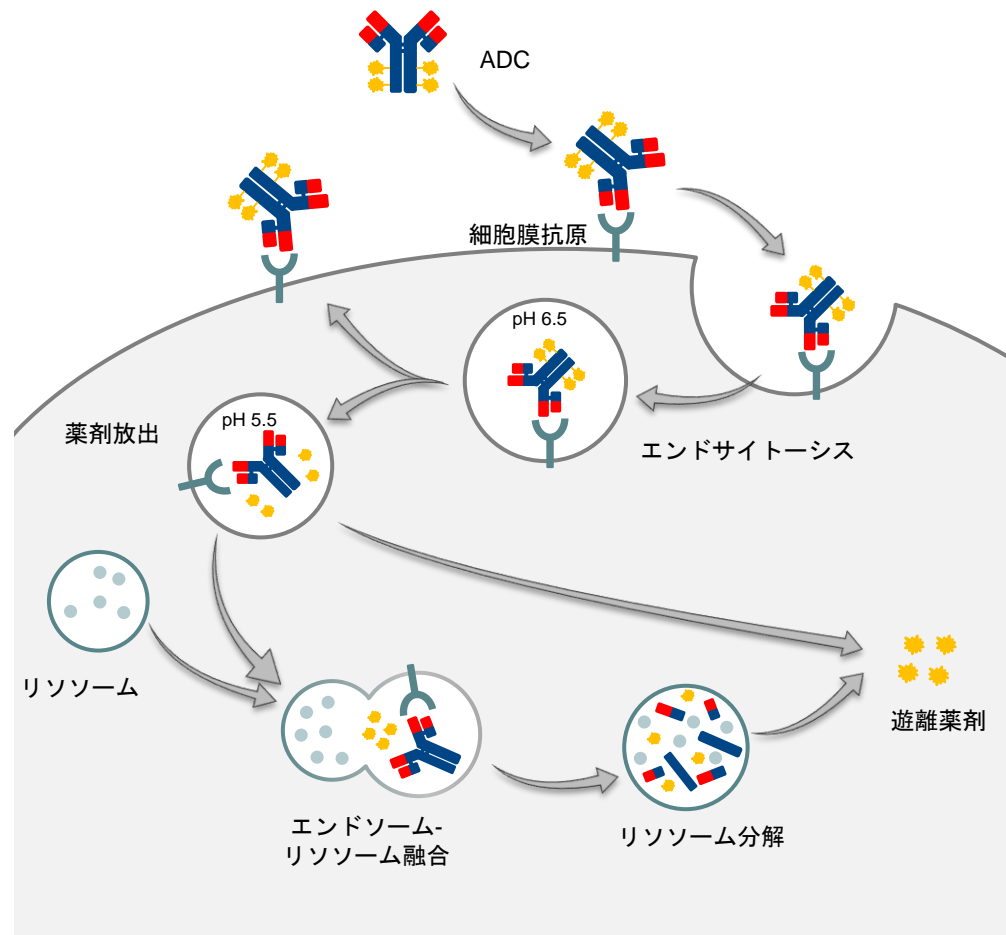 ADC
細胞膜抗原
pH 6.5
pH 5.5
薬剤放出
エンドサイトーシス
リソソーム
遊離薬剤
エンドソーム-
リソソーム融合
リソソーム分解